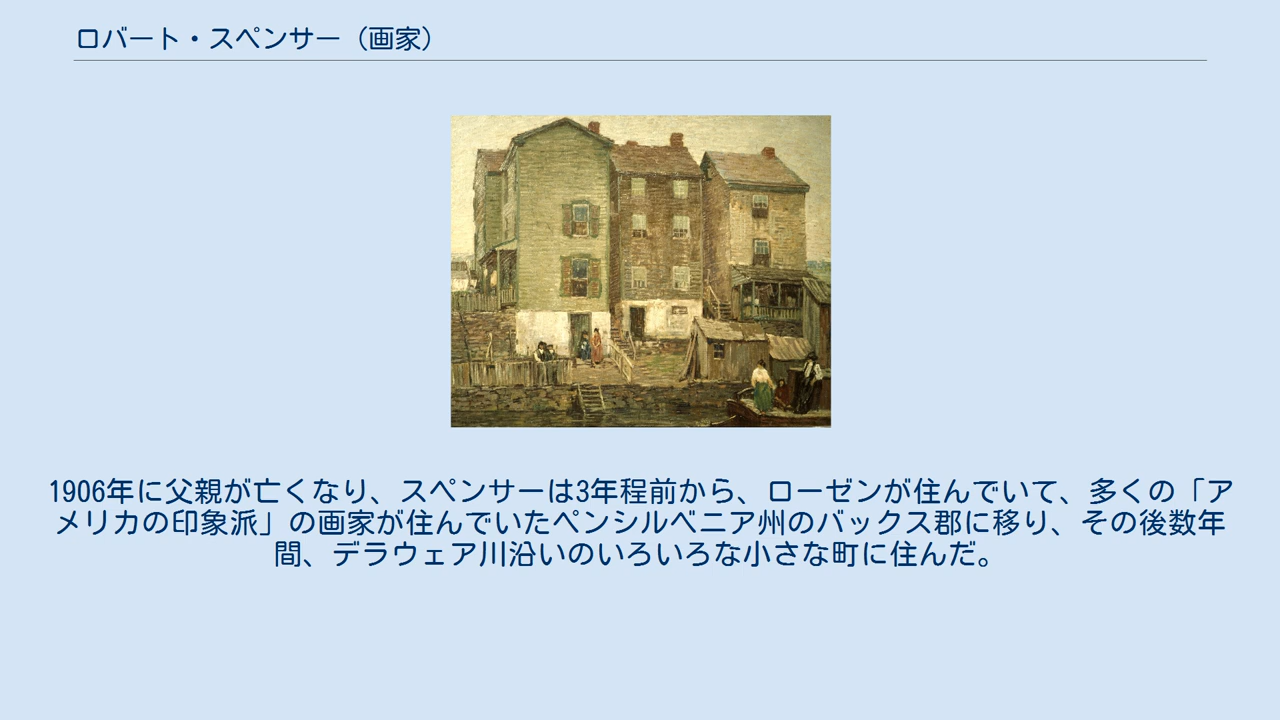 ロバート・スペンサー（画家）
1906年に父親が亡くなり、スペンサーは3年程前から、ローゼンが住んでいて、多くの「ア
メリカの印象派」の画家が住んでいたペンシルベニア州のバックス郡に移り、その後数年
間、デラウェア川沿いのいろいろな小さな町に住んだ。